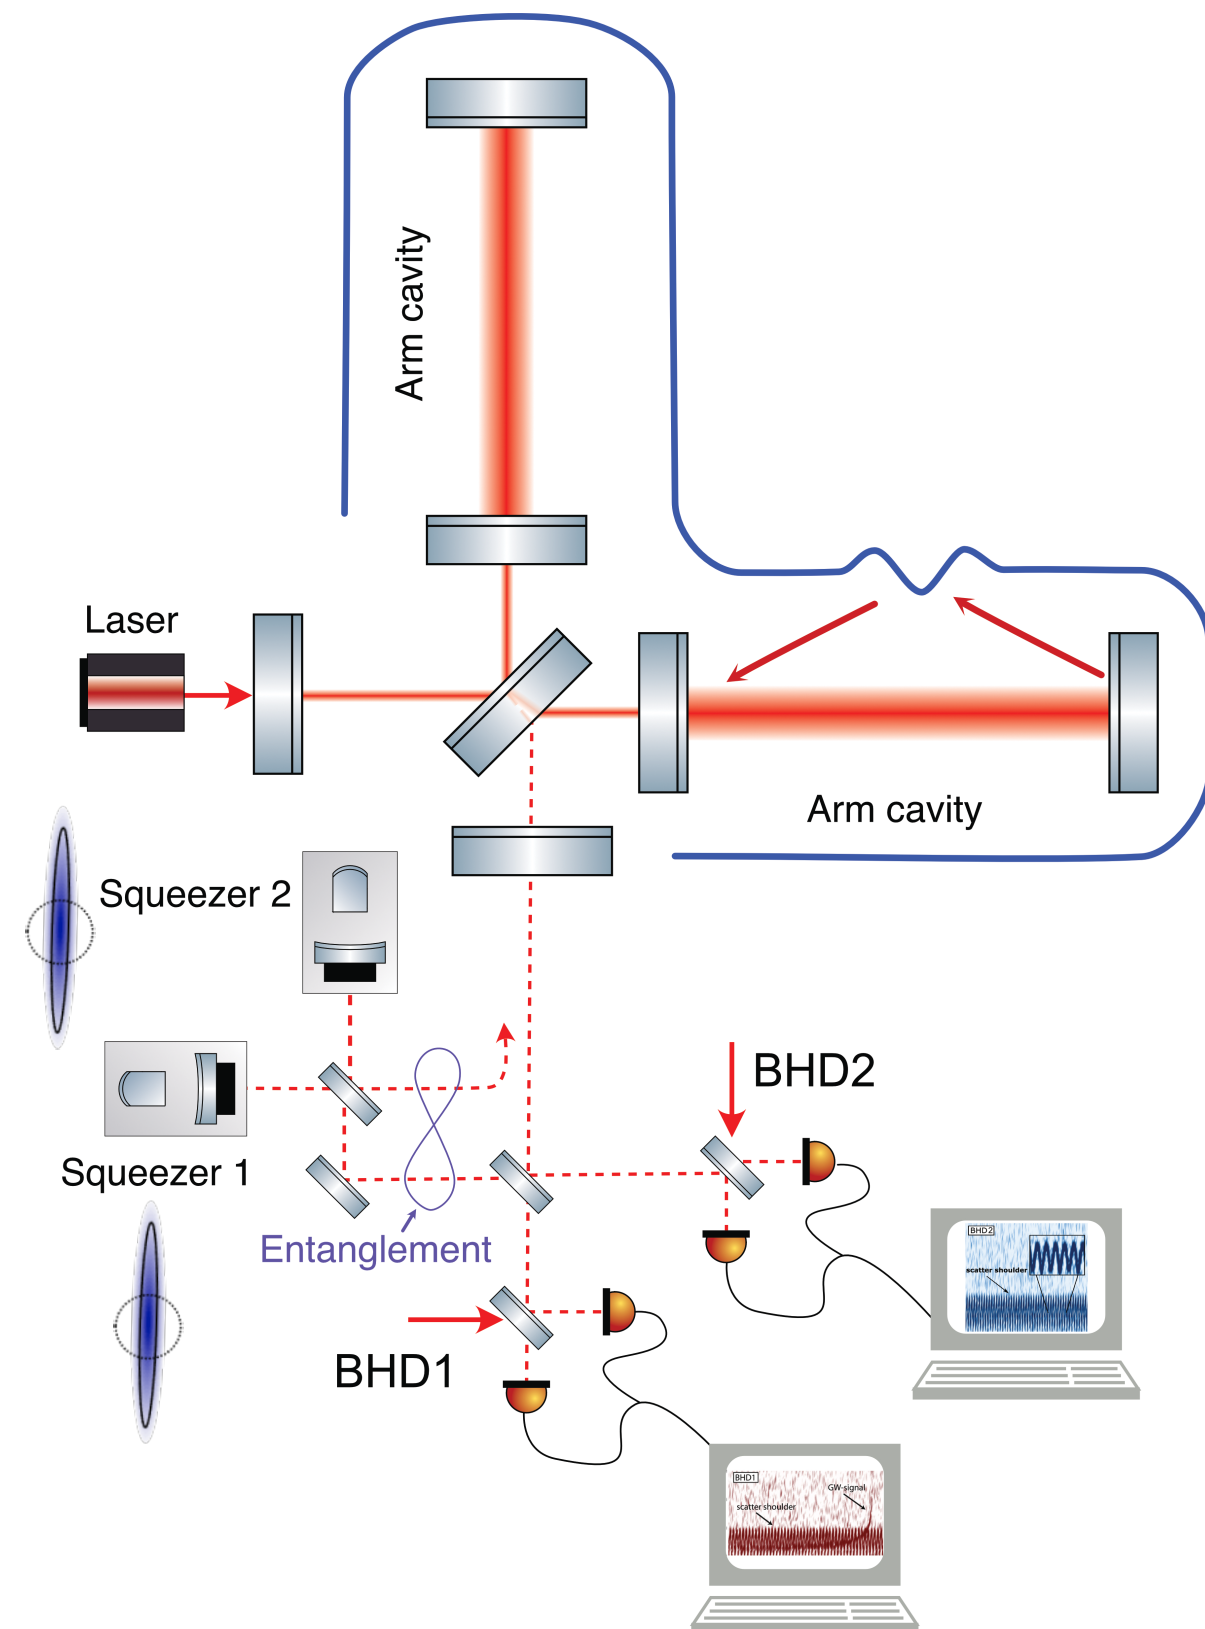 Arm cavity
Laser
Arm cavity
Squeezer 2
BHD2
Squeezer 1
Entanglement
BHD2
scatter shoulder
BHD1
BHD1
GW-signal
scatter shoulder